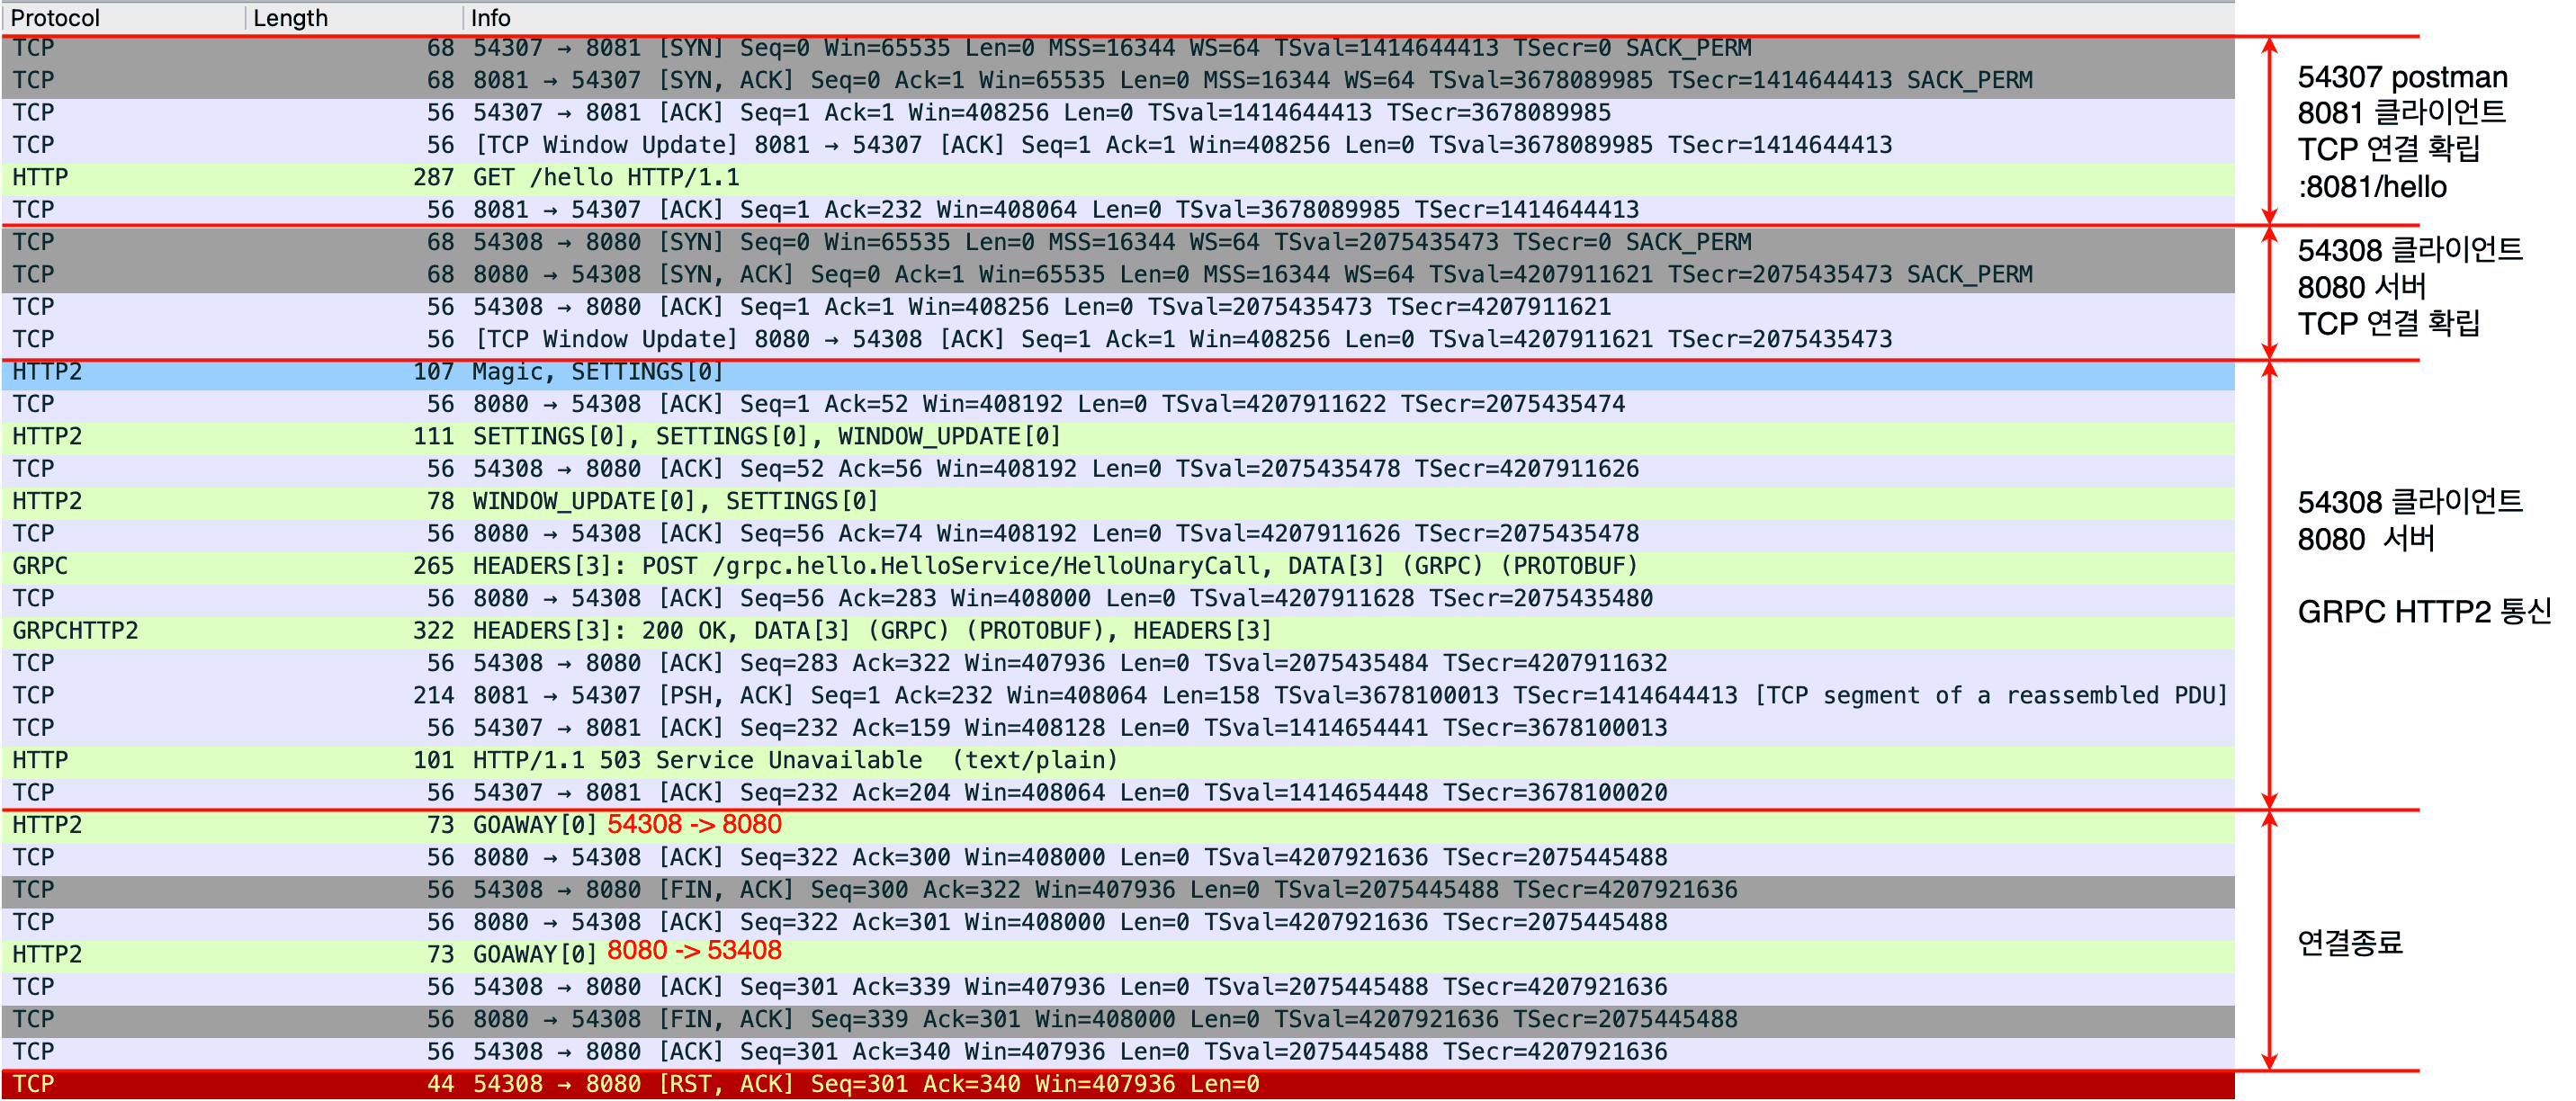 Protocol Length Info
TCP 68 54307 → 8081 [SYN] Seq=0 Win=65535 Len=0 MSS=16344 WS=64 TSval=1414644413 TSecr=0 SACK_PERM
TCP 68 8081 → 54307 [SYN, ACK] Seq=0 Ack=1 Win=65535 Len=0 MSS=16344 WS=64 TSval=3678089985 TSecr=1414644413 SACK_PERM
TCP 56 54307 → 8081 [ACK] Seq=1 Ack=1 Win=408256 Len=0 TSval=1414644413 TSecr=3678089985
TCP 56 [TCP Window Update] 8081 → 54307 [ACK] Seq=1 Ack=1 Win=408256 Len=0 TSval=3678089985 TSecr=1414644413
HTTP 287 GET /hello HTTP/1.1
TCP 56 8081 → 54307 [ACK] Seq=1 Ack=232 Win=408064 Len=0 TSval=3678089985 TSecr=1414644413
54307 postman
8081 클라이언트
TCP 연결 확립
:8081/hello
TCP 68 54308 → 8080 [SYN] Seq=0 Win=65535 Len=0 MSS=16344 WS=64 TSval=2075435473 TSecr=0 SACK_PERM
TCP 68 8080 → 54308 [SYN, ACK] Seq=0 Ack=1 Win=65535 Len=0 MSS=16344 WS=64 TSval=4207911621 TSecr=2075435473 SACK_PERM
TCP 56 54308 → 8080 [ACK] Seq=1 Ack=1 Win=408256 Len=0 TSval=2075435473 TSecr=4207911621
TCP 56 [TCP Window Update] 8080 → 54308 [ACK] Seq=1 Ack=1 Win=408256 Len=0 TSval=4207911621 TSecr=2075435473
54308 클라이언트
8080 서버
TCP 연결 확립
HTTP2 107 Magic, SETTINGS[0]
TCP 56 8080 → 54308 [ACK] Seq=1 Ack=52 Win=408192 Len=0 TSval=4207911622 TSecr=2075435474
HTTP2 111 SETTINGS[0], SETTINGS[0], WINDOW_UPDATE[0]
TCP 56 54308 → 8080 [ACK] Seq=52 Ack=56 Win=408192 Len=0 TSval=2075435478 TSecr=4207911626
HTTP2 78 WINDOW_UPDATE[0], SETTINGS[0]
TCP 56 8080 → 54308 [ACK] Seq=56 Ack=74 Win=408192 Len=0 TSval=4207911626 TSecr=2075435478
GRPC 265 HEADERS[3]: POST /grpc.hello.HelloService/HelloUnaryCall, DATA[3] (GRPC) (PROTOBUF)
TCP 56 8080 → 54308 [ACK] Seq=56 Ack=283 Win=408000 Len=0 TSval=4207911628 TSecr=2075435480
GRPCHTTP2 322 HEADERS[3]: 200 OK, DATA[3] (GRPC) (PROTOBUF), HEADERS[3]
TCP 56 54308 → 8080 [ACK] Seq=283 Ack=322 Win=407936 Len=0 TSval=2075435484 TSecr=4207911632
TCP 214 8081 → 54307 [PSH, ACK] Seq=1 Ack=232 Win=408064 Len=158 TSval=3678100013 TSecr=1414644413 [TCP segment of a reassembled PDU]
TCP 56 54307 → 8081 [ACK] Seq=232 Ack=159 Win=408128 Len=0 TSval=1414654441 TSecr=3678100013
HTTP 101 HTTP/1.1 503 Service Unavailable (text/plain)
TCP 56 54307 → 8081 [ACK] Seq=232 Ack=204 Win=408064 Len=0 TSval=1414654448 TSecr=3678100020
54308 클라이언트
8080 서버
GRPC HTTP2 통신
HTTP2 73 GOAWAY[0] 54308 -> 8080
TCP 56 8080 → 54308 [ACK] Seq=322 Ack=300 Win=408000 Len=0 TSval=4207921636 TSecr=2075445488
TCP 56 54308 → 8080 [FIN, ACK] Seq=300 Ack=322 Win=407936 Len=0 TSval=2075445488 TSecr=4207921636
TCP 56 8080 → 54308 [ACK] Seq=322 Ack=301 Win=408000 Len=0 TSval=4207921636 TSecr=2075445488
HTTP2 73 GOAWAY[0] 8080 -> 53408
TCP 56 54308 → 8080 [ACK] Seq=301 Ack=339 Win=407936 Len=0 TSval=2075445488 TSecr=4207921636
TCP 56 8080 → 54308 [FIN, ACK] Seq=339 Ack=301 Win=408000 Len=0 TSval=4207921636 TSecr=2075445488
TCP 56 54308 → 8080 [ACK] Seq=301 Ack=340 Win=407936 Len=0 TSval=2075445488 TSecr=4207921636
연결종료
TCP 44 54308 → 8080 [RST, ACK] Seq=301 Ack=340 Win=407936 Len=0